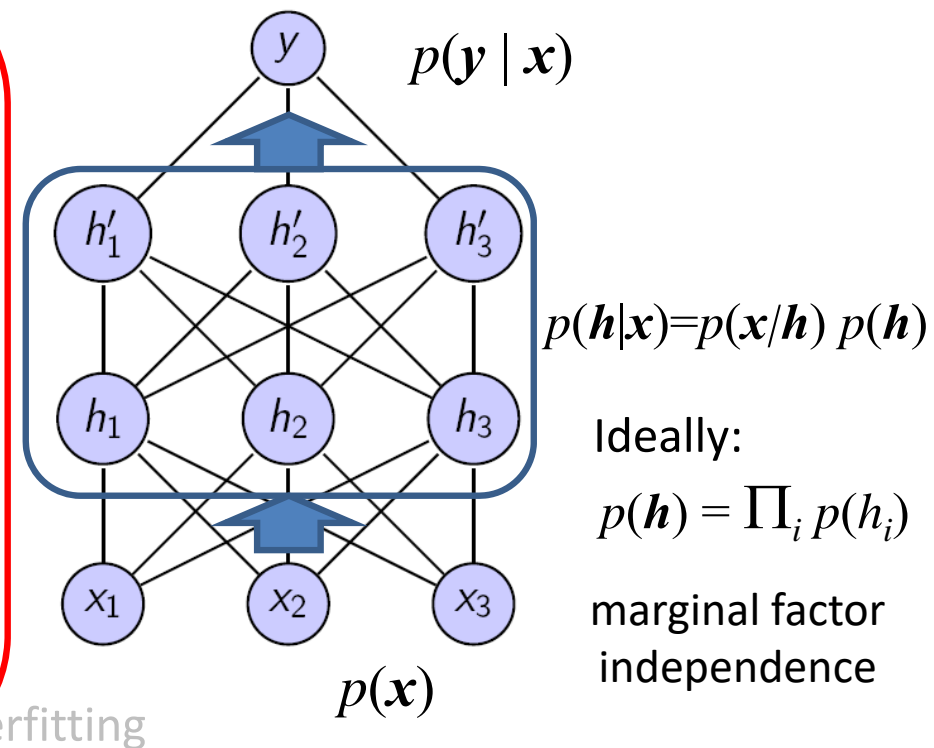 y
p(y | x)
h′1 h′2 h′3
p(h|x)=p(x/h) p(h)
h1 h2 h3
Ideally:
p(h) = ∏i p(hi)
x1 x2 x3
marginal factor
independence
p(x)
erfitting